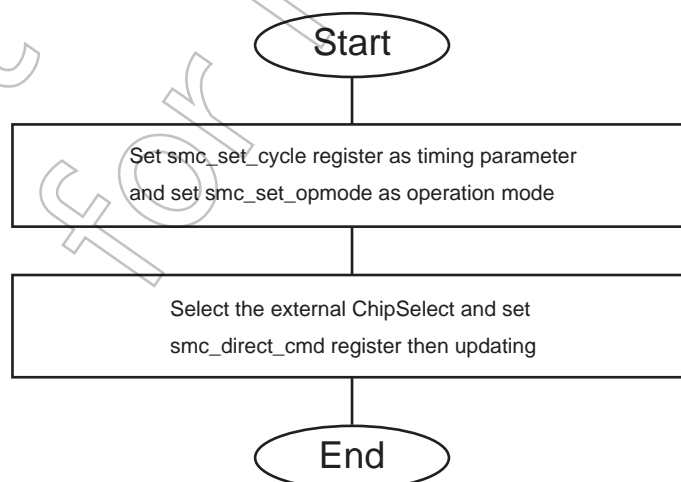 Start
Set smc_set_cycle register as timing parameter
and set smc_set_opmode as operation mode
Select the external ChipSelect and set
smc_direct_cmd register then updating
End
for